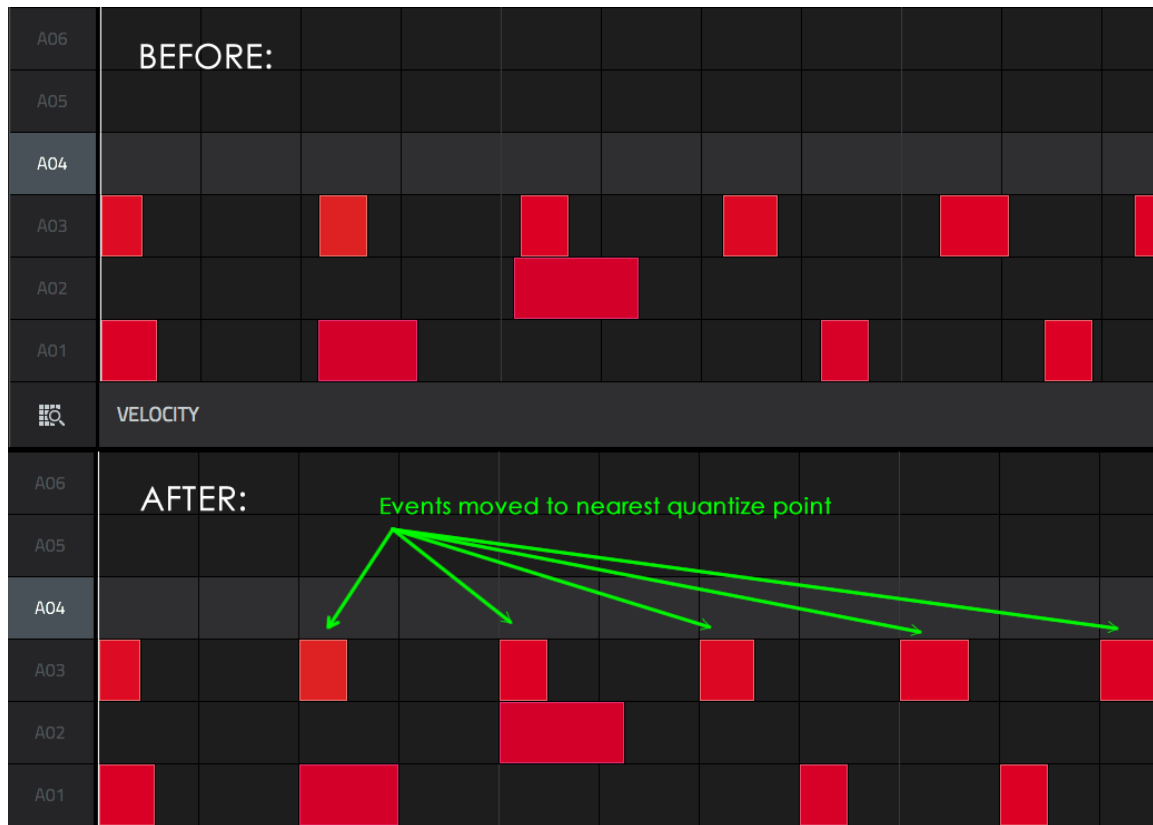 A06
BEFORE:
A05
A04
A03
A02
A01
VELOCITY
A06
AFTER:
Events moved to nearest quantize point
A05
A04
A03
A02
A01